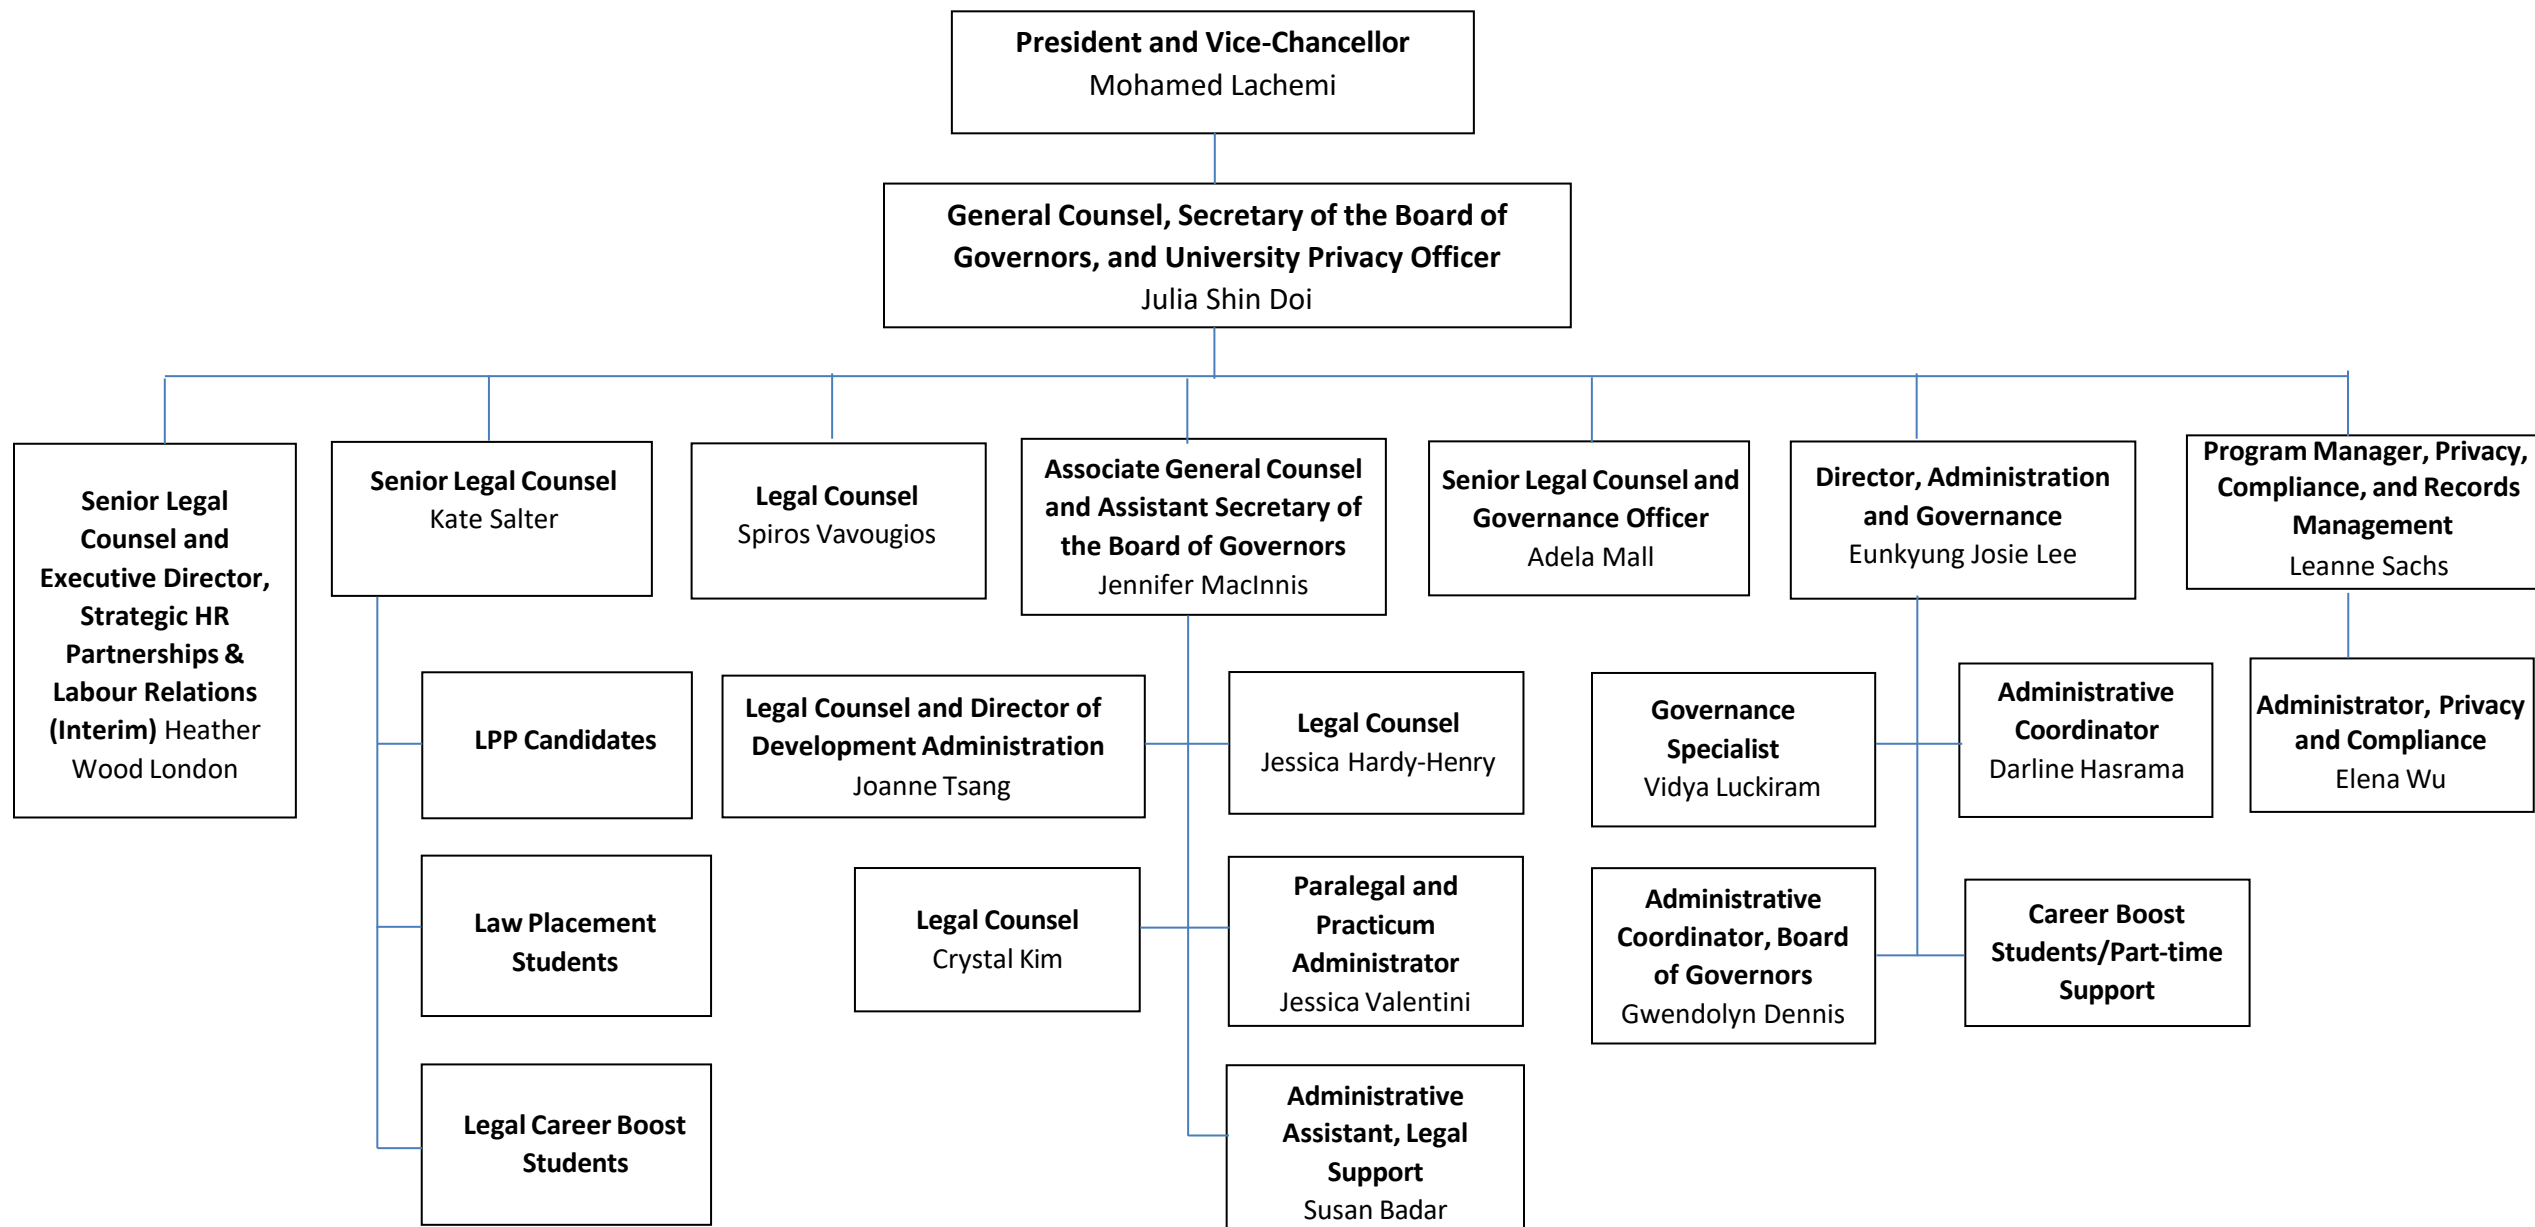 President and Vice-Chancellor
Mohamed Lachemi
General Counsel, Secretary of the Board of
Governors, and University Privacy Officer
Julia Shin Doi
Senior Legal
Counsel and
Executive Director,
Strategic HR
Partnerships &
Labour Relations
(Interim) Heather
Wood London
Senior Legal Counsel
Kate Salter
Legal Counsel
Spiros Vavougios
Associate General Counsel
and Assistant Secretary of
the Board of Governors
Jennifer MacInnis
Senior Legal Counsel and
Governance Officer
Adela Mall
Director, Administration
and Governance
Eunkyung Josie Lee
Program Manager, Privacy,
Compliance, and Records
Management
Leanne Sachs
LPP Candidates
Legal Counsel and Director of
Development Administration
Joanne Tsang
Legal Counsel
Jessica Hardy-Henry
Governance
Specialist
Vidya Luckiram
Administrative
Coordinator
Darline Hasrama
Administrator, Privacy
and Compliance
Elena Wu
Law Placement
Students
Legal Counsel
Crystal Kim
Paralegal and
Practicum
Administrator
Jessica Valentini
Administrative
Coordinator, Board
of Governors
Gwendolyn Dennis
Career Boost
Students/Part-time
Support
Legal Career Boost
Students
Administrative
Assistant, Legal
Support
Susan Badar